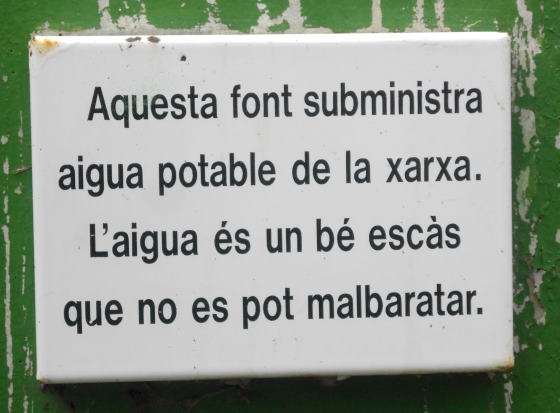 Aquesta font subministra
aigua potable de la xarxa.
L'aigua és un bé escàs
que no es pot malbaratar.